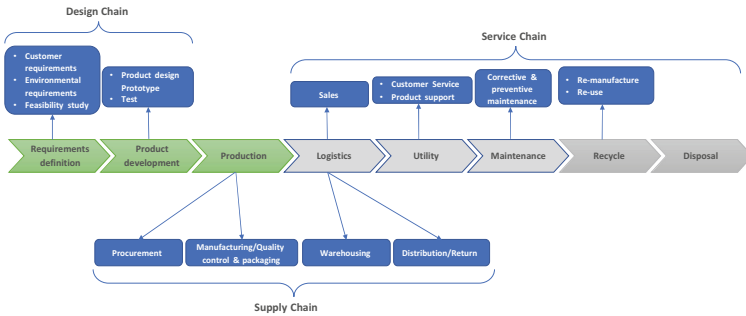 Design Chain
Service Chain
• Customer
requirements
• Environmental
requirements
• Feasibility study
• Product design
Prototype
• Test
Sales
• Customer Service
• Product support
Corrective &
preventive
maintenance
• Re-manufacture
• Re-use
Requirements
definition
Product
development
Production
Logistics
Utility
Maintenance
Recycle
Disposal
Procurement
Manufacturing/Quality
control & packaging
Warehousing
Distribution/Return
Supply Chain